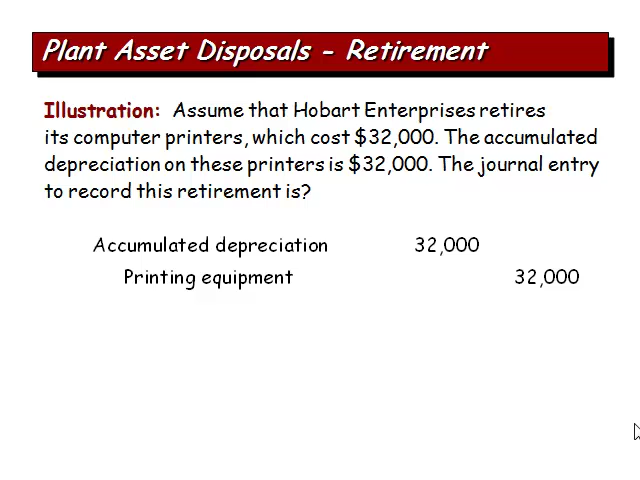 Plant Asset Disposals - Retirement
Illustration: Assume that Hobart Enterprises retires
its computer printers, which cost $32,000. The accumulated
depreciation on these printers is $32,000. The journal entry
to record this retirement is?
Accumulated depreciation 32,000
Printing equipment 32,000